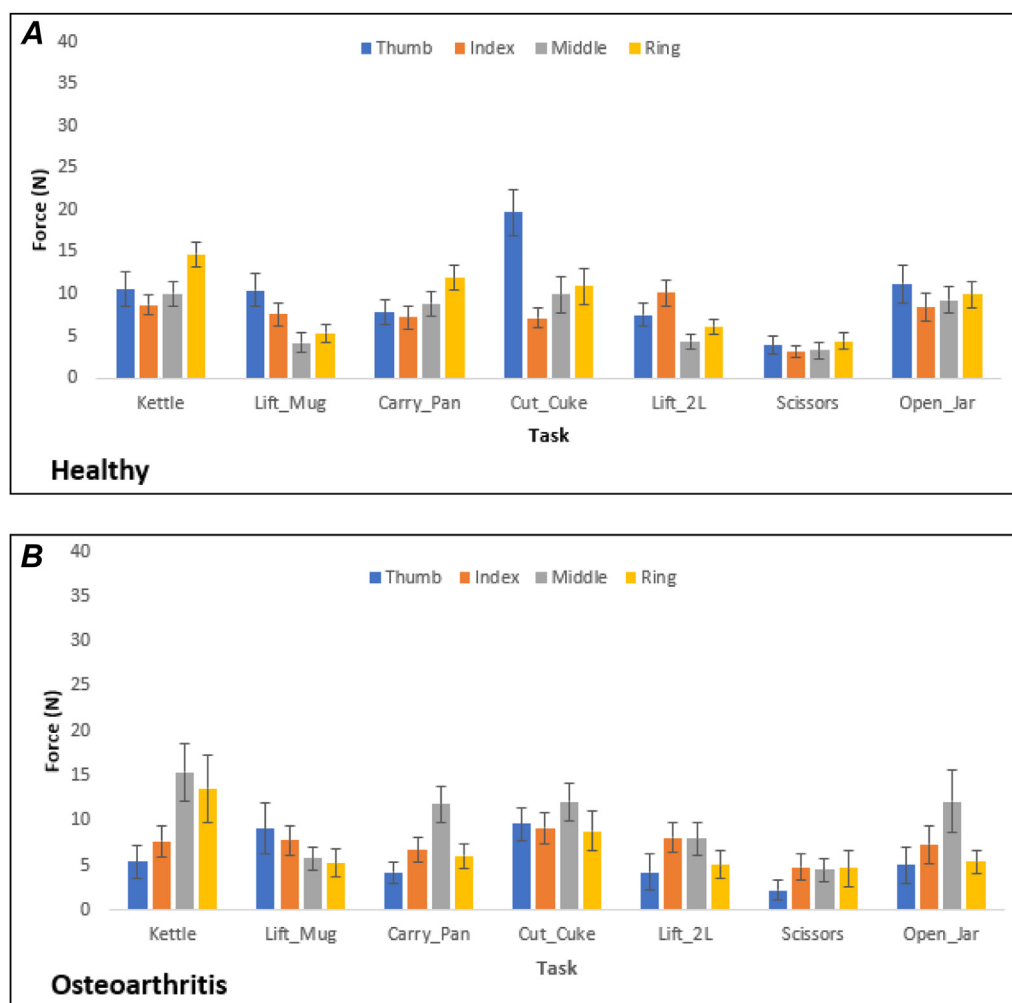 A
40
Thumb Index Middle Ring
35
30
25
20
15
10
5
0
Force (N)
Kettle Lift_Mug Carry_Pan Cut_Cuke Lift_2L Scissors Open_Jar
Task
Healthy
B
40
Thumb Index Middle Ring
35
30
25
20
15
10
5
0
Force (N)
Kettle Lift_Mug Carry_Pan Cut_Cuke Lift_2L Scissors Open_Jar
Task
Osteoarthritis